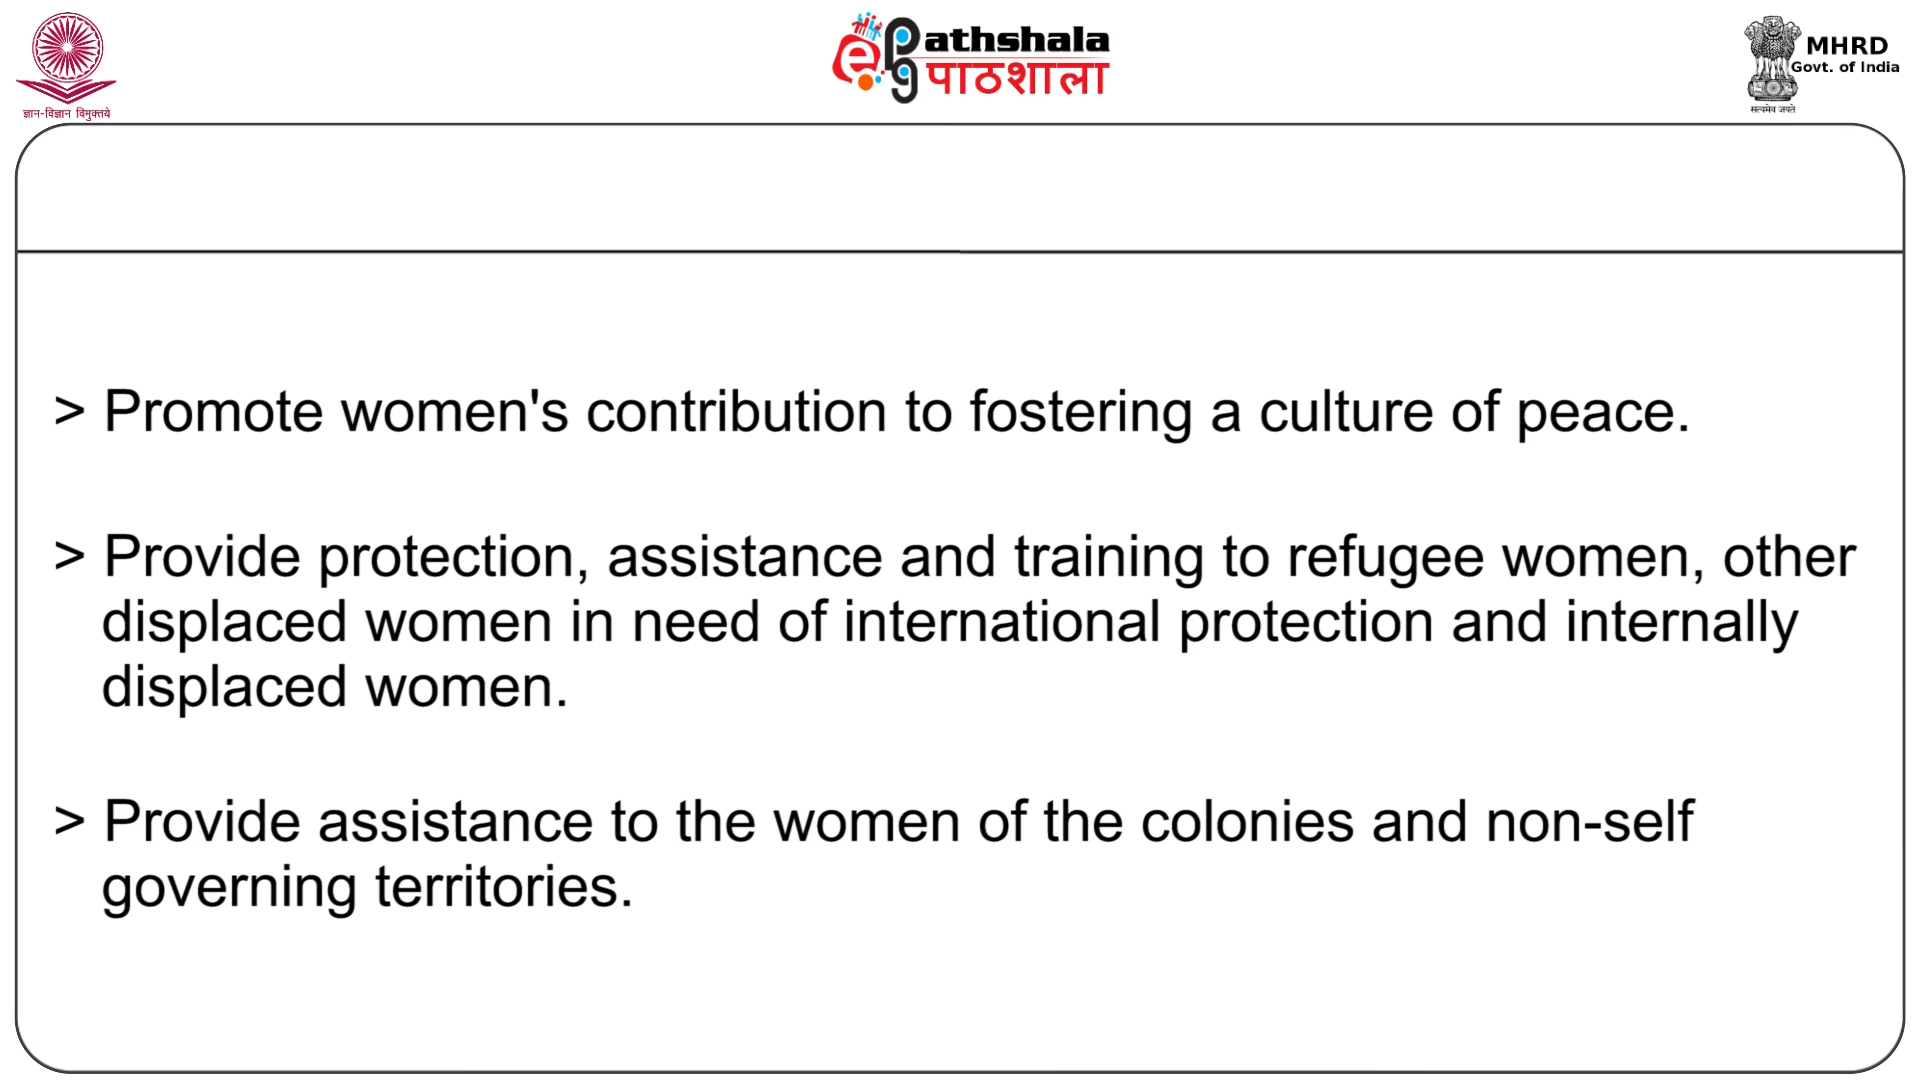 ज्ञान-विज्ञान विमुक्तये
ePG Pathshala
पाठशाला
MHRD
Govt. of India
सत्यमेव जयते
> Promote women's contribution to fostering a culture of peace.
> Provide protection, assistance and training to refugee women, other
displaced women in need of international protection and internally
displaced women.
> Provide assistance to the women of the colonies and non-self
governing territories.